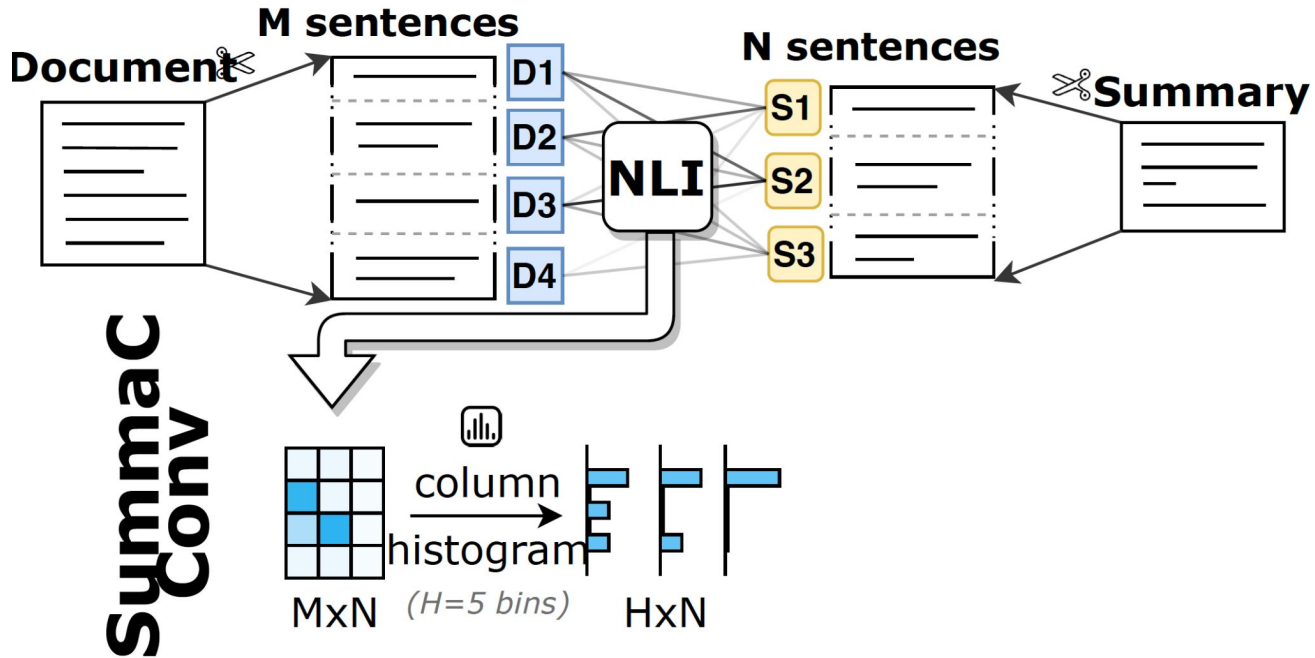 M sentences
N sentences
Document
Summary
D1
D2
D3
D4
NLI
S1
S2
S3
SummaC
Conv
column
histogram
(H=5 bins)
MxN
HxN